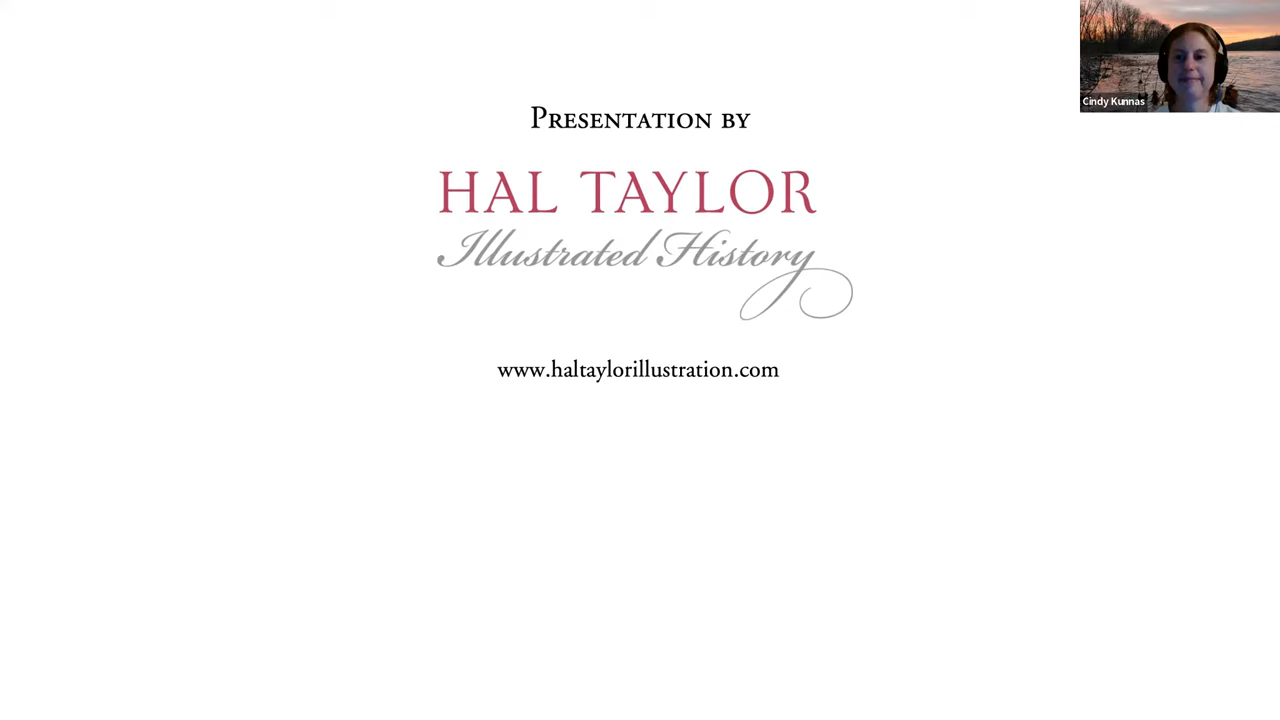 Presentation by
HAL TAYLOR
Illustrated History
www.haltaylorillustration.com
Cindy Kunnas